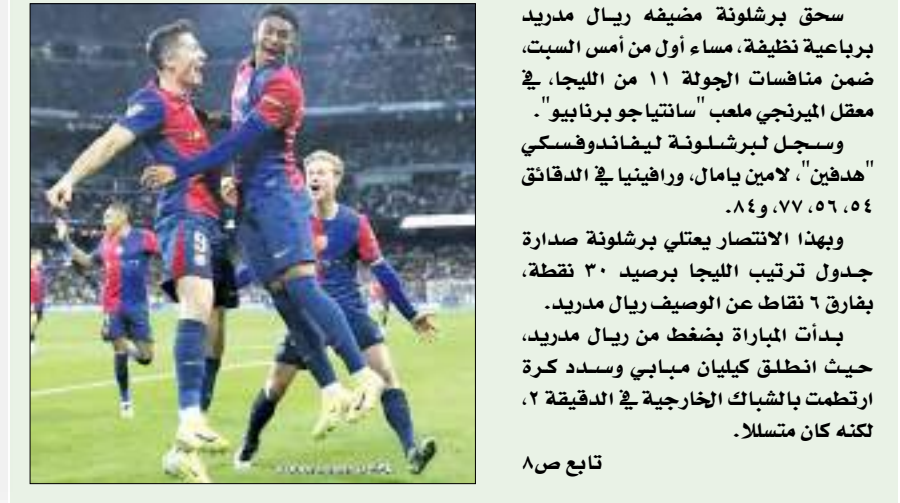 سحق برشلونة مضيفه ريال مدريد
برباعية نظيفة، مساء أول من أمس السبت،
ضمن منافسات الجولة ١١ من الليجا، في
معقل الميرنجي ملعب "سانتياجو برنابيو".
وسجل لبرشلونة ليفاندوفسكي
"هدفين"، لامين يامال، ورافينيا في الدقائق
٥٤، ٥٦، ٧٧، و٨٤.
وبهذا الانتصار يعتلي برشلونة صدارة
جدول ترتيب الليجا برصيد ٣٠ نقطة،
بفارق ٦ نقاط عن الوصيف ريال مدريد.
بدأت المباراة بضغط من ريال مدريد،
حيث انطلق كيليان مبابي وسدد كرة
ارتطمت بالشباك الخارجية في الدقيقة ٢،
لكنه كان متسللا.
تابع ص٨
9